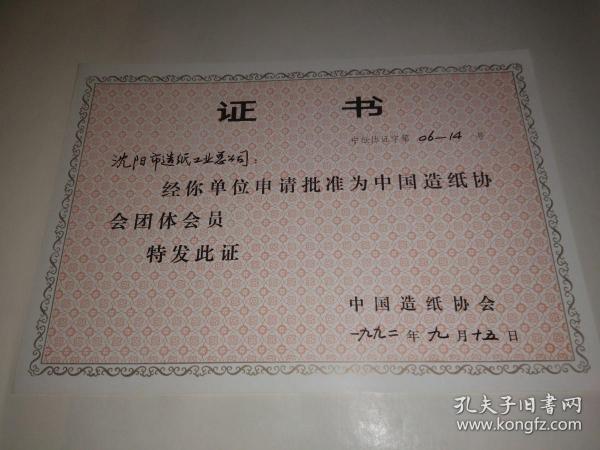 证书
中纸协证字第 06—14 号
沈阳市造纸工业总公司：
经你单位申请批准为中国造纸协
会团体会员
特发此证
中国造纸协会
一九九二年九月十五日
孔夫子旧书网
www.kongfz.com